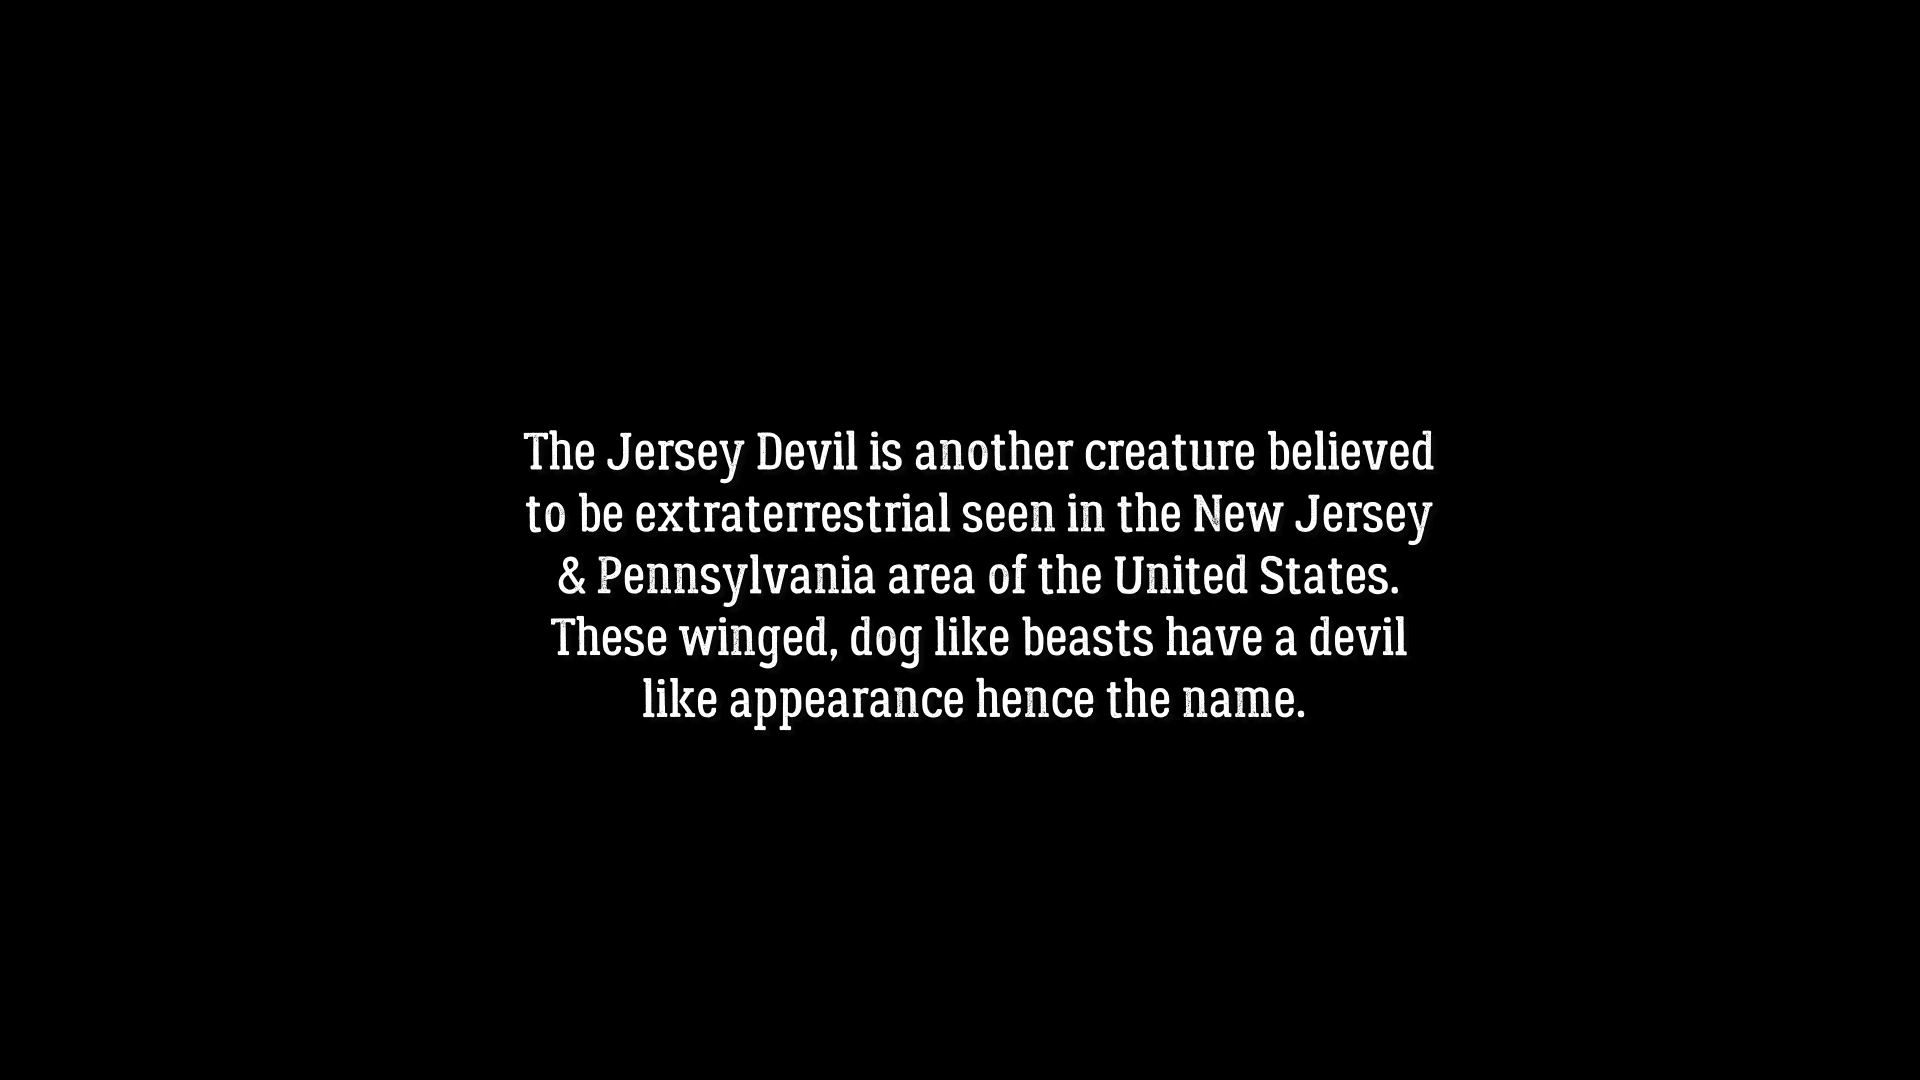 The Jersey Devil is another creature believed
to be extraterrestrial seen in the New Jersey
& Pennsylvania area of the United States.
These winged, dog like beasts have a devil
like appearance hence the name.